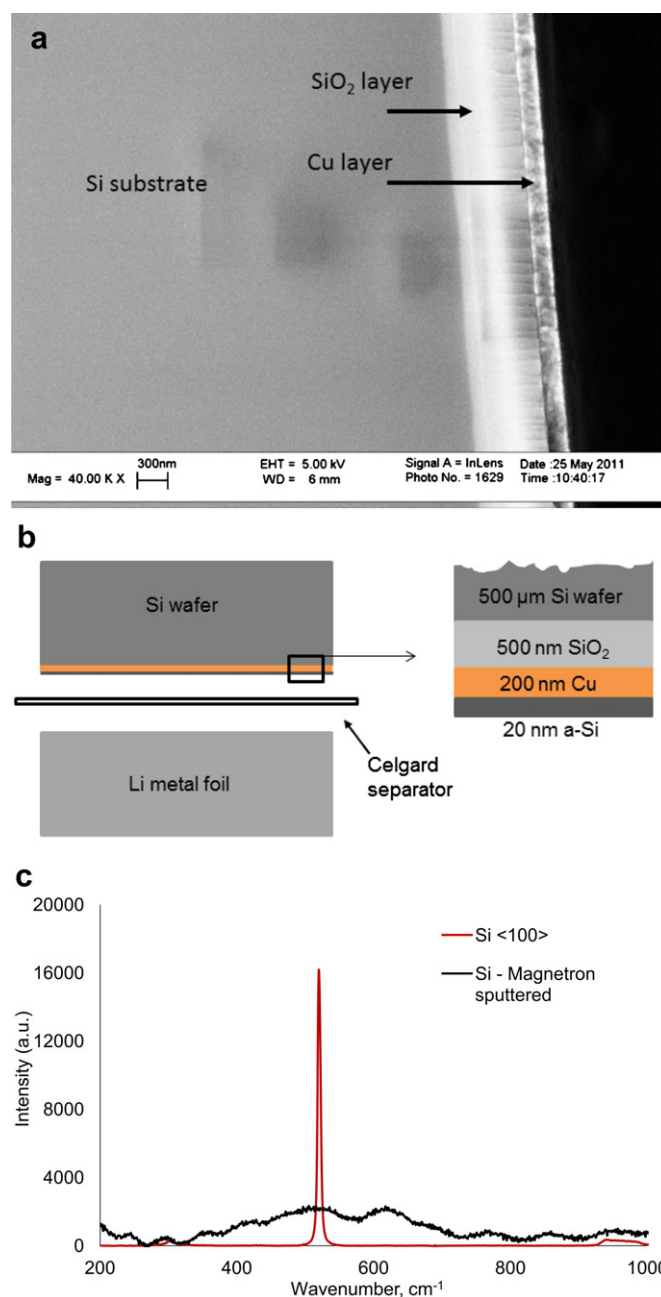 a
SiO₂ layer
Cu layer
Si substrate
Mag = 40.00 K X
300nm
EHT = 5.00 kV
WD = 6 mm
Signal A = InLens
Photo No. = 1629
Date :25 May 2011
Time :10:40:17
b
Si wafer
Li metal foil
Celgard
separator
500 µm Si wafer
500 nm SiO₂
200 nm Cu
20 nm a-Si
c
20000
16000
12000
8000
4000
0
Intensity (a.u.)
Si <100>
Si - Magnetron
sputtered
200
400
600
800
1000
Wavenumber, cm⁻¹